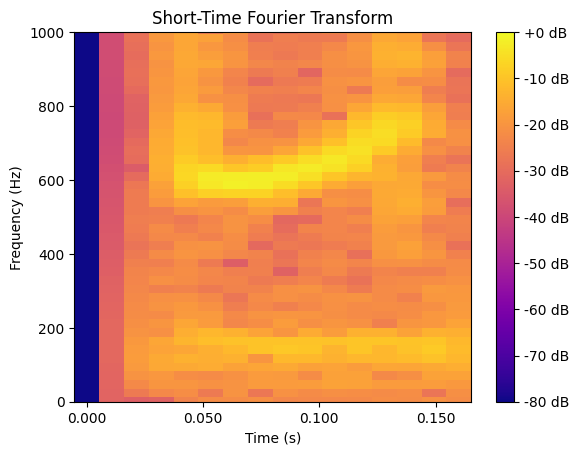 Short-Time Fourier Transform
1000
800
600
400
200
0
Frequency (Hz)
0.000
0.050
0.100
0.150
Time (s)
+0 dB
-10 dB
-20 dB
-30 dB
-40 dB
-50 dB
-60 dB
-70 dB
-80 dB